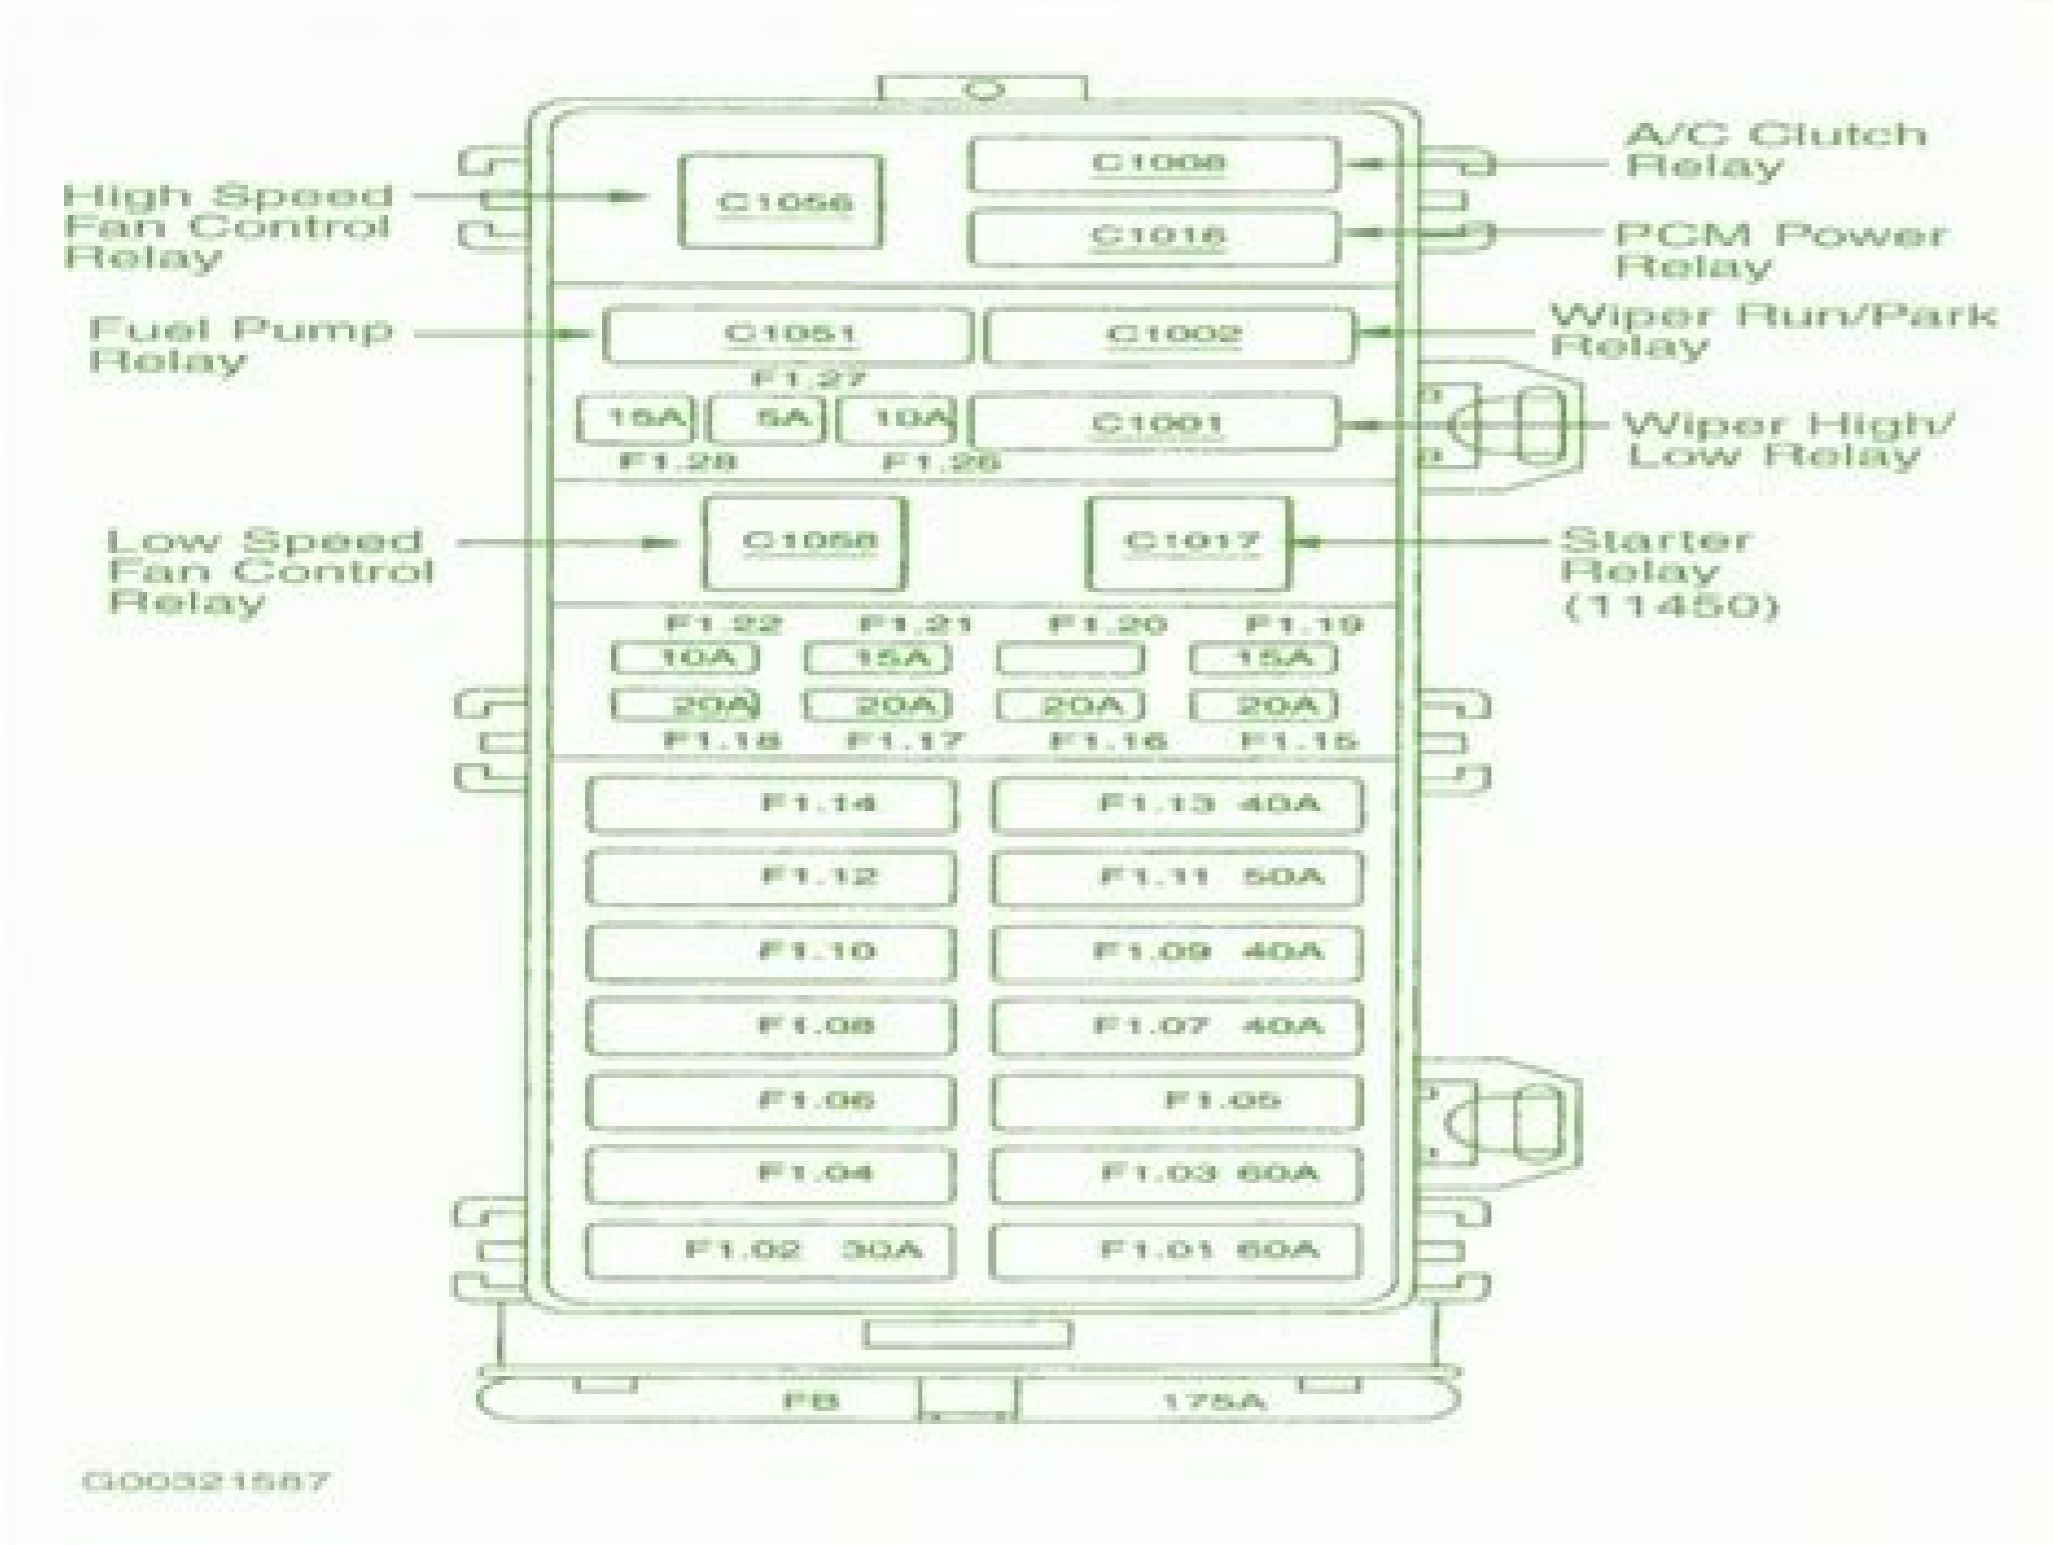 A/C Clutch
Relay
C1008
High Speed
Fan Control
Relay
C1056
C1016
PCM Power
Relay
Fuel Pump
Relay
C1051
C1002
Wiper Run/Park
Relay
F1.27
15A
5A
10A
C1001
Wiper High/
Low Relay
F1.28
F1.26
Low Speed
Fan Control
Relay
C1058
C1017
Starter
Relay
(11450)
F1.22 F1.21 F1.20 F1.19
10A 15A 15A
20A 20A 20A 20A
F1.18 F1.17 F1.16 F1.15
F1.14 F1.13 40A
F1.12 F1.11 50A
F1.10 F1.09 40A
F1.08 F1.07 40A
F1.06 F1.05
F1.04 F1.03 60A
F1.02 30A F1.01 60A
FB 175A
G00321587